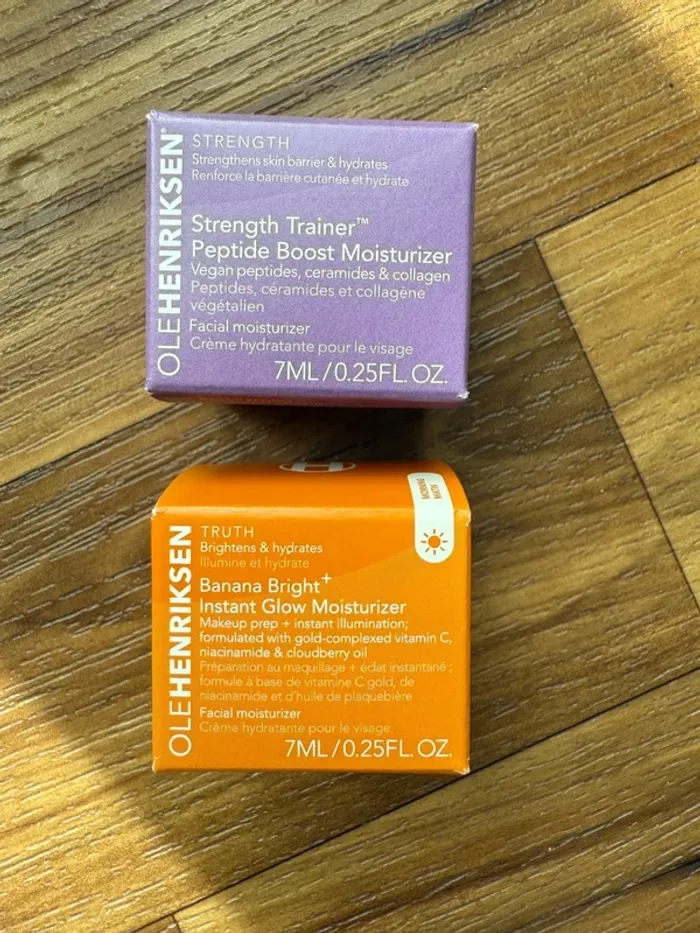 OLEHENRIKSEN®
STRENGTH
Strengthens skin barrier & hydrates
Renforce la barrière cutanée et hydrate
Strength Trainer™
Peptide Boost Moisturizer
Vegan peptides, ceramides & collagen
Peptides, céramides et collagène
végétalien
Facial moisturizer
Crème hydratante pour le visage
7ML/0.25FL. OZ.
MORNING
MATIN
OLEHENRIKSEN
TRUTH
Brightens & hydrates
Illumine et hydrate
Banana Bright+
Instant Glow Moisturizer
Makeup prep + instant illumination;
formulated with gold-complexed vitamin C,
niacinamide & cloudberry oil
Préparation au maquillage + éclat instantané ;
formule à base de vitamine C gold, de
niacinamide et d'huile de plaquebière
Facial moisturizer
Crème hydratante pour le visage
7ML/0.25FL. OZ.